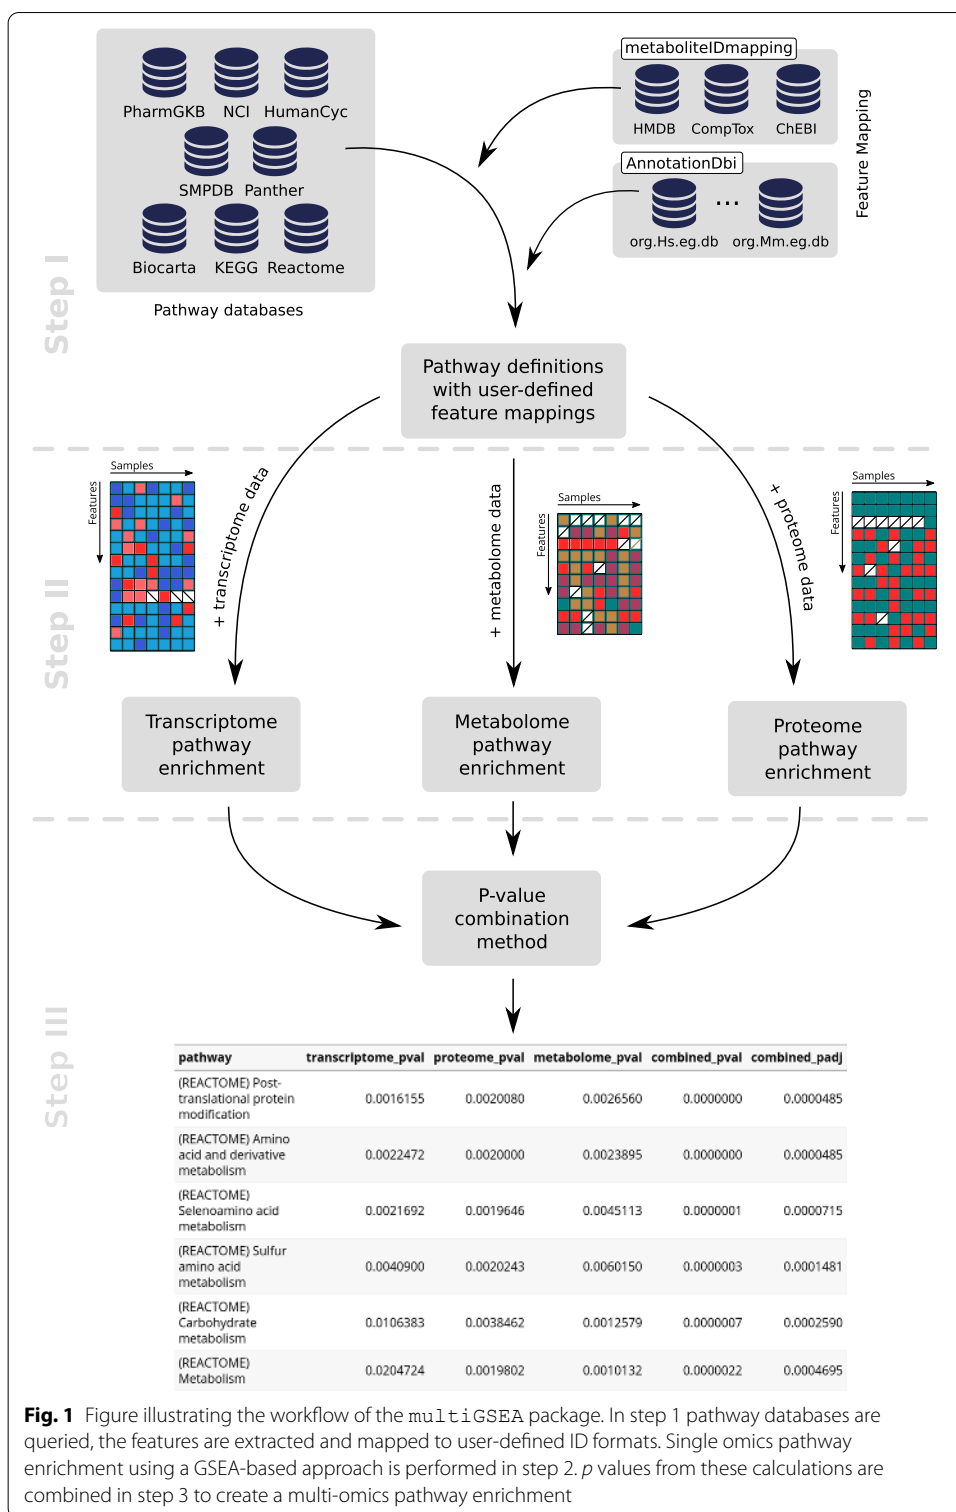 metaboliteIDmapping
PharmGKB NCI HumanCyc
HMDB CompTox ChEBI
SMPDB Panther
AnnotationDbi
...
org.Hs.eg.db org.Mm.eg.db
Feature Mapping
Biocarta KEGG Reactome
Pathway databases
Step I
Pathway definitions
with user-defined
feature mappings
Step II
Samples
Features
+ transcriptome data
+ metabolome data
Samples
Features
+ proteome data
Samples
Features
Transcriptome
pathway
enrichment
Metabolome
pathway
enrichment
Proteome
pathway
enrichment
P-value
combination
method
Step III
pathway transcriptome_pval proteome_pval metabolome_pval combined_pval combined_padj
(REACTOME) Post-
translational protein 0.0016155 0.0020080 0.0026560 0.0000000 0.0000485
modification
(REACTOME) Amino
acid and derivative 0.0022472 0.0020000 0.0023895 0.0000000 0.0000485
metabolism
(REACTOME)
Selenoamino acid 0.0021692 0.0019646 0.0045113 0.0000001 0.0000715
metabolism
(REACTOME) Sulfur
amino acid 0.0040900 0.0020243 0.0060150 0.0000003 0.0001481
metabolism
(REACTOME)
Carbohydrate 0.0106383 0.0038462 0.0012579 0.0000007 0.0002590
metabolism
(REACTOME)
Metabolism 0.0204724 0.0019802 0.0010132 0.0000022 0.0004695
Fig. 1 Figure illustrating the workflow of the multiGSEA package. In step 1 pathway databases are
queried, the features are extracted and mapped to user-defined ID formats. Single omics pathway
enrichment using a GSEA-based approach is performed in step 2. p values from these calculations are
combined in step 3 to create a multi-omics pathway enrichment